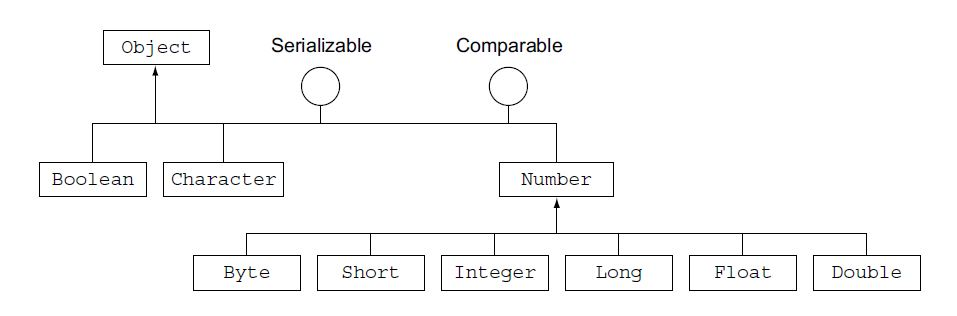 Object
Serializable
Comparable
Boolean
Character
Number
Byte
Short
Integer
Long
Float
Double